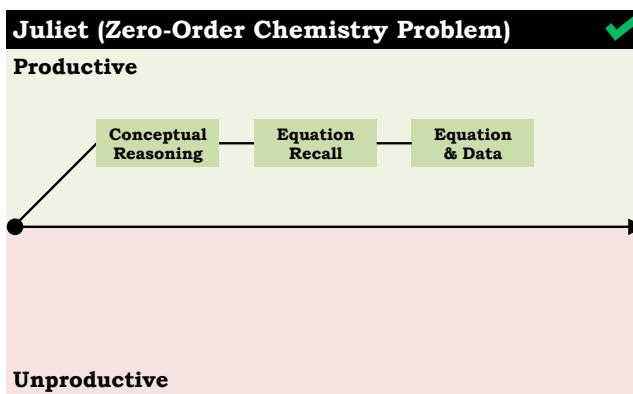 Juliet (Zero-Order Chemistry Problem)
Productive
Conceptual
Reasoning
Equation
Recall
Equation
& Data
Unproductive